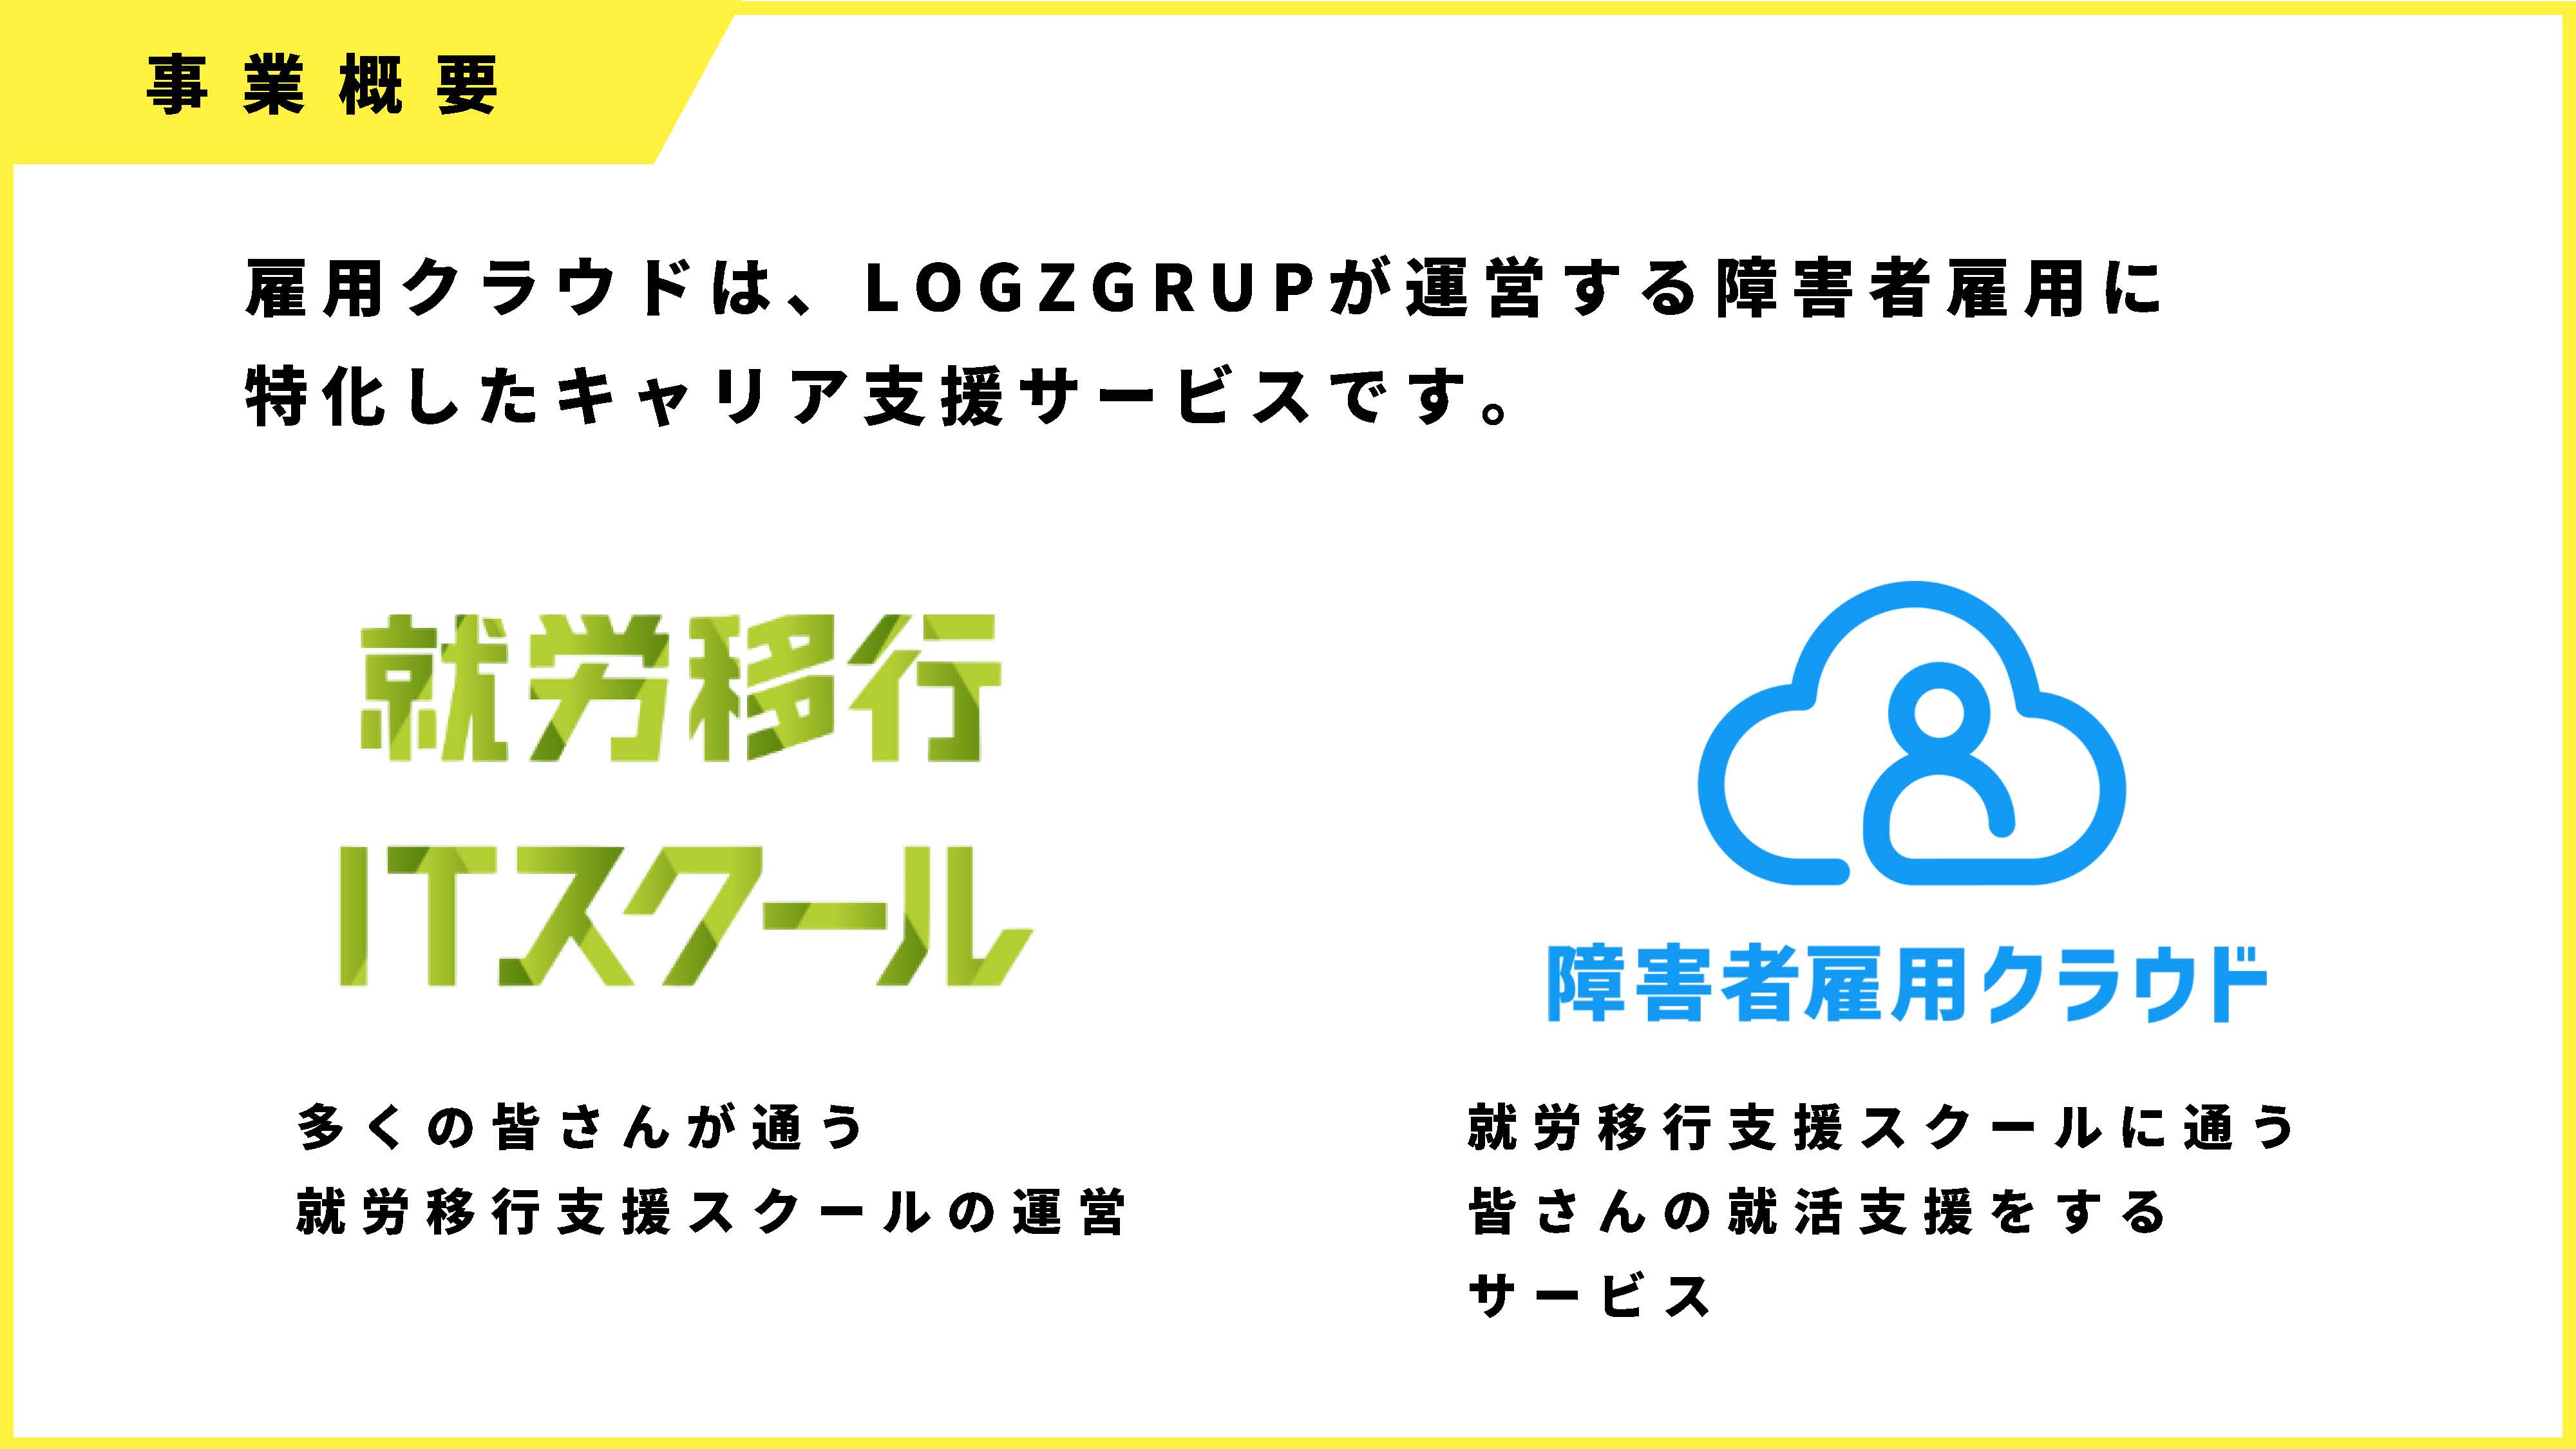 事業概要
雇用クラウドは、LOGZGRUPが運営する障害者雇用に
特化したキャリア支援サービスです。
就労移行
ITスクール
多くの皆さんが通う
就労移行支援スクールの運営
障害者雇用クラウド
就労移行支援スクールに通う
皆さんの就活支援をする
サービス